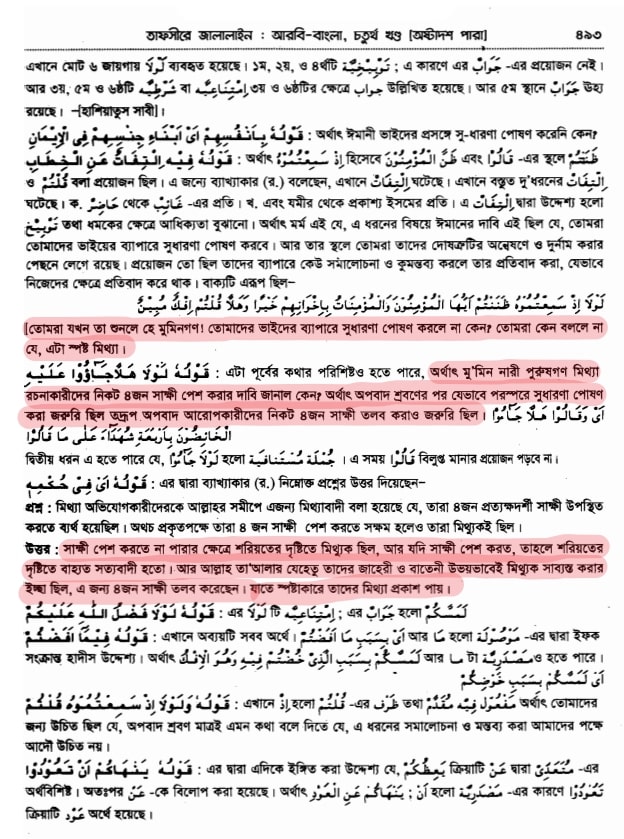 তাফসীরে জালালাইন : আরবি-বাংলা, চতুর্থ খণ্ড [অষ্টাদশ পারা] ৪৯৩
এখানে মোট ৬ জায়গায় لَوْلَا ব্যবহৃত হয়েছে। ১ম, ২য়, ও ৪র্থটি تَوْبِيْخِيَّة ; এ কারণে এর جَوَابٌ -এর প্রয়োজন নেই।
আর ৩য়, ৫ম ও ৬ষ্ঠটি شَرْطِيَّه বা اِمْتِنَاعِيَّه ৩য় ও ৬ষ্ঠটির ক্ষেত্রে جواب উল্লিখিত হয়েছে। আর ৫ম স্থানে جَوَابٌ ঊহ্য
রয়েছে। –[হাশিয়াতুস সাবী]।
قَوْلُهُ بِاَنْفُسِهِمْ اَىْ اَبْنَاءِ جِنْسِهِمْ فِى الْاِيْمَانِ : অর্থাৎ ঈমানী ভাইদের প্রসঙ্গে সু-ধারণা পোষণ করেনি কেন?
قَوْلُهُ فِيْهِ اِلْتِفَاتٌ عَنِ الْخِطَابِ : অর্থাৎ اِذْ سَمِعْتُمُوْهُ হিসেবে ظَنَّ الْمُؤْمِنُوْنَ এবং قَالُوْا -এর স্থলে ظَنَنْتُمْ
ও قُلْتُمْ বলা প্রয়োজন ছিল। এ জন্যে ব্যাখ্যাকার (র.) বলেছেন, এখানে اِلْتِفَاتٌ ঘটেছে। এখানে বস্তুত দু'ধরনের اِلْتِفَاتٌ
ঘটেছে। ক. حَاضِرٌ থেকে غَائِبٌ -এর প্রতি। খ. এবং যমীর থেকে প্রকাশ্য ইসমের প্রতি। এ اِلْتِفَاتٌ দ্বারা উদ্দেশ্য হলো
تَوْبِيْخ তথা ধমকের ক্ষেত্রে আধিক্যতা বুঝানো। অর্থাৎ মর্ম এই যে, এ ধরনের বিষয়ে ঈমানের দাবি এই ছিল যে, তোমরা
তোমাদের ভাইয়ের ব্যাপারে সুধারণা পোষণ করবে। আর তার স্থলে তোমরা তাদের দোষত্রুটির অন্বেষণে ও দুর্নাম করার
পেছনে লেগে রয়েছ। প্রয়োজন তো ছিল তাদের ব্যাপারে কেউ সমালোচনা ও কুমন্তব্য করলে তার প্রতিবাদ করা, যেভাবে
নিজেদের ক্ষেত্রে প্রতিবাদ করে থাক। বাক্যটি এরূপ ছিল–
لَوْلَا اِذْ سَمِعْتُمُوْهُ ظَنَنْتُمْ اَيُّهَا الْمُؤْمِنُوْنَ وَالْمُؤْمِنَاتُ بِاِخْوَانِهِمْ خَيْرًا وَهَلَّا قُلْتُمْ اِفْكٌ مُبِيْنٌ
[তোমরা যখন তা শুনলে হে মুমিনগণ! তোমাদের ভাইদের ব্যাপারে সুধারণা পোষণ করলে না কেন? তোমরা কেন বললে না
যে, এটা স্পষ্ট মিথ্যা।
قَوْلُهُ لَوْلَا هَلَّا جَاؤُوْا عَلَيْهِ : এটা পূর্বের কথার পরিশিষ্টও হতে পারে, অর্থাৎ মু'মিন নারী পুরুষগণ মিথ্যা
রচনাকারীদের নিকট ৪জন সাক্ষী পেশ করার দাবি জানাল কেন? অর্থাৎ অপবাদ শ্রবণের পর যেভাবে পরস্পরে সুধারণা পোষণ
করা জরুরি ছিল তদ্রূপ অপবাদ আরোপকারীদের নিকট ৪জন সাক্ষী তলব করাও জরুরি ছিল। اَىْ وَقَالُوْا هَلَّا جَاءُوْا
الْخَائِضُوْنَ بِاَرْبَعَةِ شُهَدَاءَ عَلٰى مَا قَالُوْا
দ্বিতীয় ধরন এ হতে পারে যে, لَوْلَا جَاءُوْا হলো جُمْلَة مُسْتَانِفَة । এ সময় قَالُوْا বিলুপ্ত মানার প্রয়োজন পড়বে না।
قَوْلُهُ اَىْ فِىْ حُكْمِهِ : এর দ্বারা ব্যাখ্যাকার (র.) নিম্নোক্ত প্রশ্নের উত্তর দিয়েছেন–
প্রশ্ন : মিথ্যা অভিযোগকারীদেরকে আল্লাহর সমীপে এজন্য মিথ্যাবাদী বলা হয়েছে যে, তারা ৪জন প্রত্যক্ষদর্শী সাক্ষী উপস্থিত
করতে ব্যর্থ হয়েছিল। অথচ প্রকৃতপক্ষে তারা ৪ জন সাক্ষী পেশ করতে সক্ষম হলেও তারা মিথ্যুকই ছিল।
উত্তর : সাক্ষী পেশ করতে না পারার ক্ষেত্রে শরিয়তের দৃষ্টিতে মিথ্যুক ছিল, আর যদি সাক্ষী পেশ করত, তাহলে শরিয়তের
দৃষ্টিতে বাহ্যত সত্যবাদী হতো। আর আল্লাহ তা'আলার যেহেতু তাদের জাহেরী ও বাতেনী উভয়ভাবেই মিথ্যুক সাব্যস্ত করার
ইচ্ছা ছিল, এ জন্য ৪জন সাক্ষী তলব করেছেন। যাতে স্পষ্টাকারে তাদের মিথ্যা প্রকাশ পায়।
قَوْلُهُ لَوْلَا فَضْلُ اللّٰهِ عَلَيْكُمْ : এর لَوْلَا টি اِمْتِنَاعِيَّه ; এর جَوَابٌ হলো لَمَسَّكُمْ
قَوْلُهُ فِيْمَا اَفَضْتُمْ : এখানে অব্যয়টি সবব অর্থে। اَىْ بِسَبَبِ مَا اَفَضْتُمْ আর مَا হলো مَوْصُوْلَة -এর দ্বারা ইফক
সংক্রান্ত হাদীস উদ্দেশ্য। অর্থাৎ لَمَسَّكُمْ بِسَبَبِ الَّذِىْ خُضْتُمْ فِيْهِ وَهُوَ الْاِفْكُ আর مَا টা مَصْدَرِيَّة ও হতে পারে।
اَىْ لَمَسَّكُمْ بِسَبَبِ خَوْضِكُمْ
قَوْلُهُ وَلَوْلَا اِذْ سَمِعْتُمُوْهُ قُلْتُمْ : এখানে اِذْ হলো قُلْتُمْ -এর ظَرْف তথা مَفْعُوْل فِيْه مُقَدَّمٌ অর্থাৎ তোমাদের
জন্য উচিত ছিল যে, অপবাদ শ্রবণ মাত্রই এমন কথা বলে দিতে যে, এ ধরনের সমালোচনা ও মন্তব্য করা আমাদের পক্ষে
আদৌ উচিত নয়।
قَوْلُهُ يَنْهَاكُمْ اَنْ تَعُوْدُوْا : এর দ্বারা এদিকে ইঙ্গিত করা উদ্দেশ্য যে, يَعِظُكُمْ ক্রিয়াটি عَنْ দ্বারা مُتَعَدِّىْ -এর
অর্থবিশিষ্ট। অতঃপর عَنْ -কে বিলোপ করা হয়েছে। অর্থাৎ يَنْهَاكُمْ عَنِ الْعَوْدِ ; اَنْ হলো مَصْدَرِيَّة -এর কারণে تَعُوْدُوْا
ক্রিয়াটি عَوْد অর্থে হয়েছে।